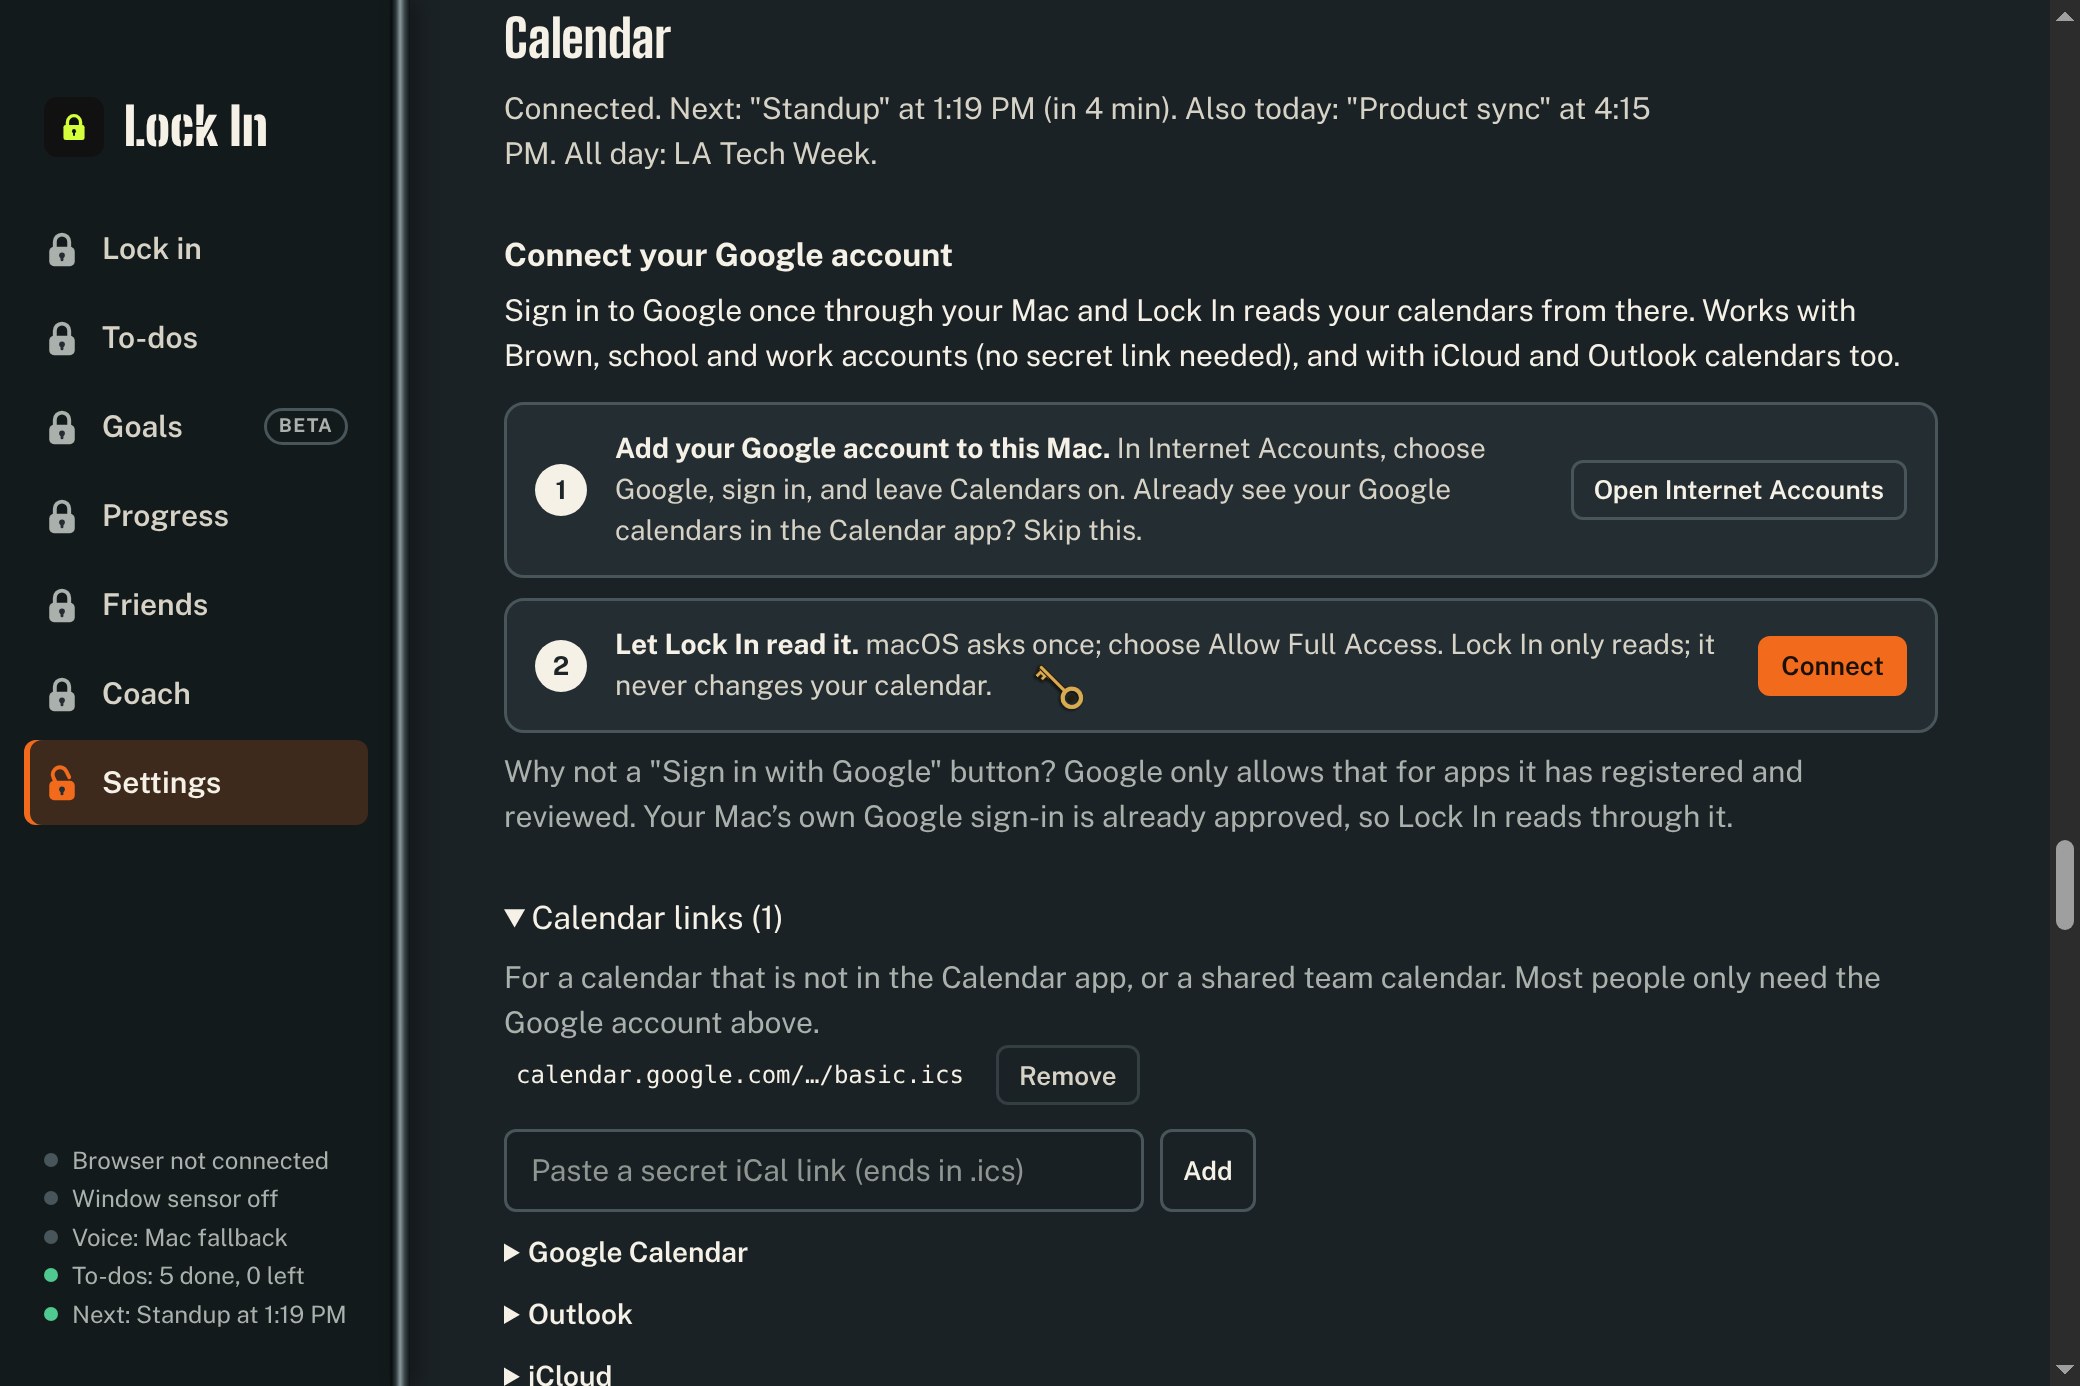 Lock In
Lock in
To-dos
Goals
BETA
Progress
Friends
Coach
Settings
Browser not connected
Window sensor off
Voice: Mac fallback
To-dos: 5 done, 0 left
Next: Standup at 1:19 PM
Calendar
Connected. Next: "Standup" at 1:19 PM (in 4 min). Also today: "Product sync" at 4:15
PM. All day: LA Tech Week.
Connect your Google account
Sign in to Google once through your Mac and Lock In reads your calendars from there. Works with
Brown, school and work accounts (no secret link needed), and with iCloud and Outlook calendars too.
1
Add your Google account to this Mac. In Internet Accounts, choose
Google, sign in, and leave Calendars on. Already see your Google
calendars in the Calendar app? Skip this.
Open Internet Accounts
2
Let Lock In read it. macOS asks once; choose Allow Full Access. Lock In only reads; it
never changes your calendar.
Connect
Why not a "Sign in with Google" button? Google only allows that for apps it has registered and
reviewed. Your Mac’s own Google sign-in is already approved, so Lock In reads through it.
Calendar links (1)
For a calendar that is not in the Calendar app, or a shared team calendar. Most people only need the
Google account above.
calendar.google.com/…/basic.ics
Remove
Paste a secret iCal link (ends in .ics)
Add
Google Calendar
Outlook
iCloud